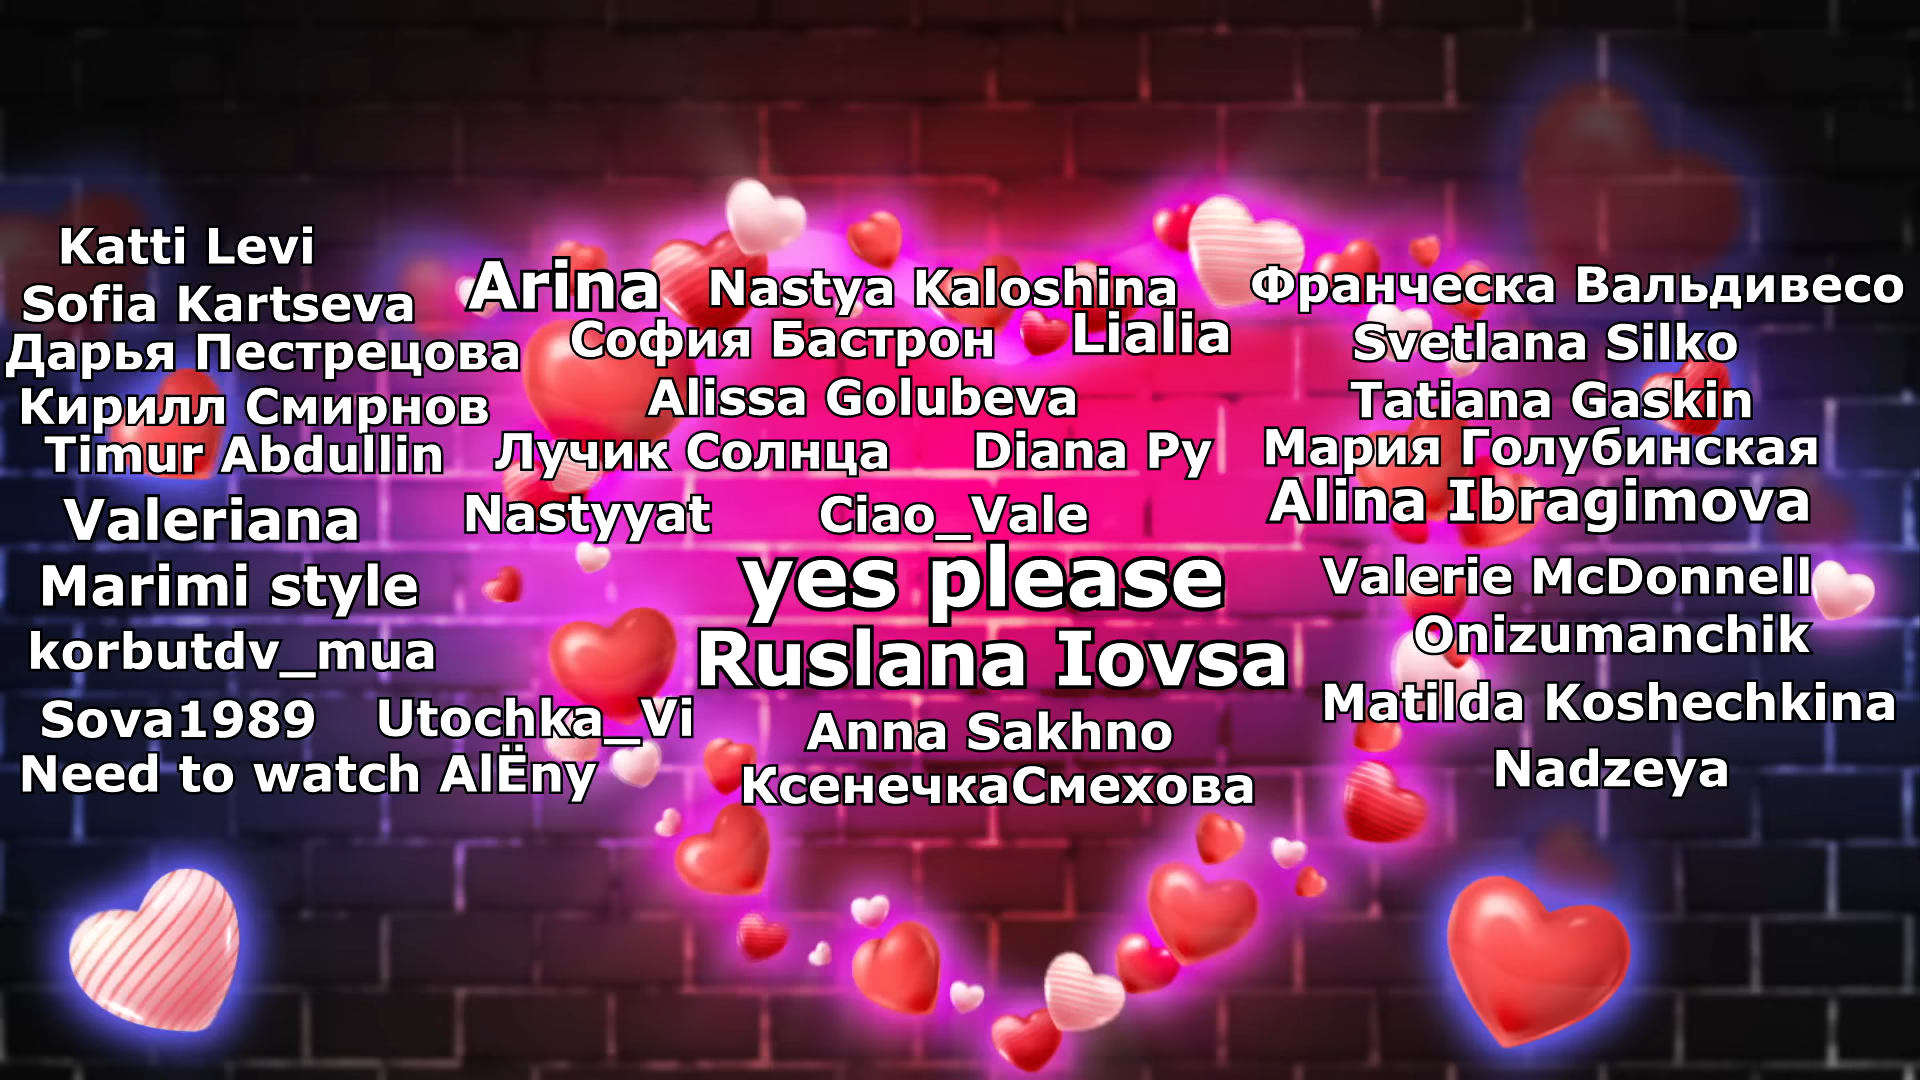 Katti Levi
Sofia Kartseva
Дарья Пестрецова
Кирилл Смирнов
Timur Abdullin
Valeriana
Marimi style
korbutdv_mua
Sova1989 Utochka_Vi
Need to watch AlЁny
Arina Nastya Kaloshina
София Бастрон Lialia
Alissa Golubeva
Лучик Солнца Diana Py
Nastyyat Ciao_Vale
yes please
Ruslana Iovsa
Anna Sakhno
КсенечкаСмехова
Франческа Вальдивесо
Svetlana Silko
Tatiana Gaskin
Мария Голубинская
Alina Ibragimova
Valerie McDonnell
Onizumanchik
Matilda Koshechkina
Nadzeya